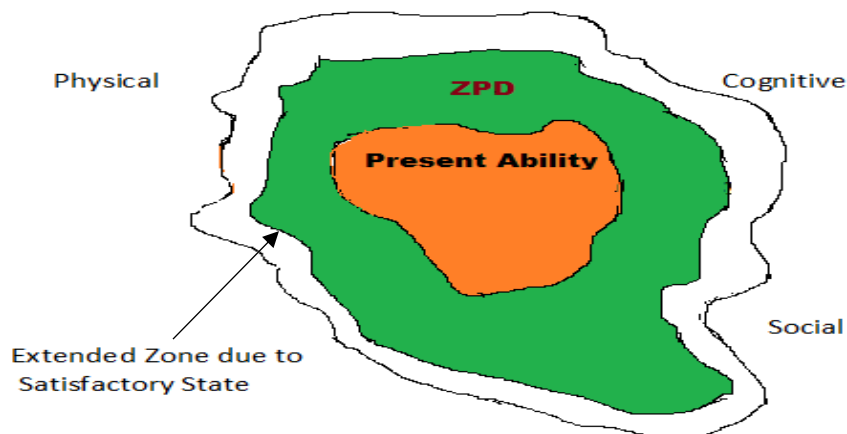 Physical
Cognitive
ZPD
Present Ability
Social
Extended Zone due to
Satisfactory State